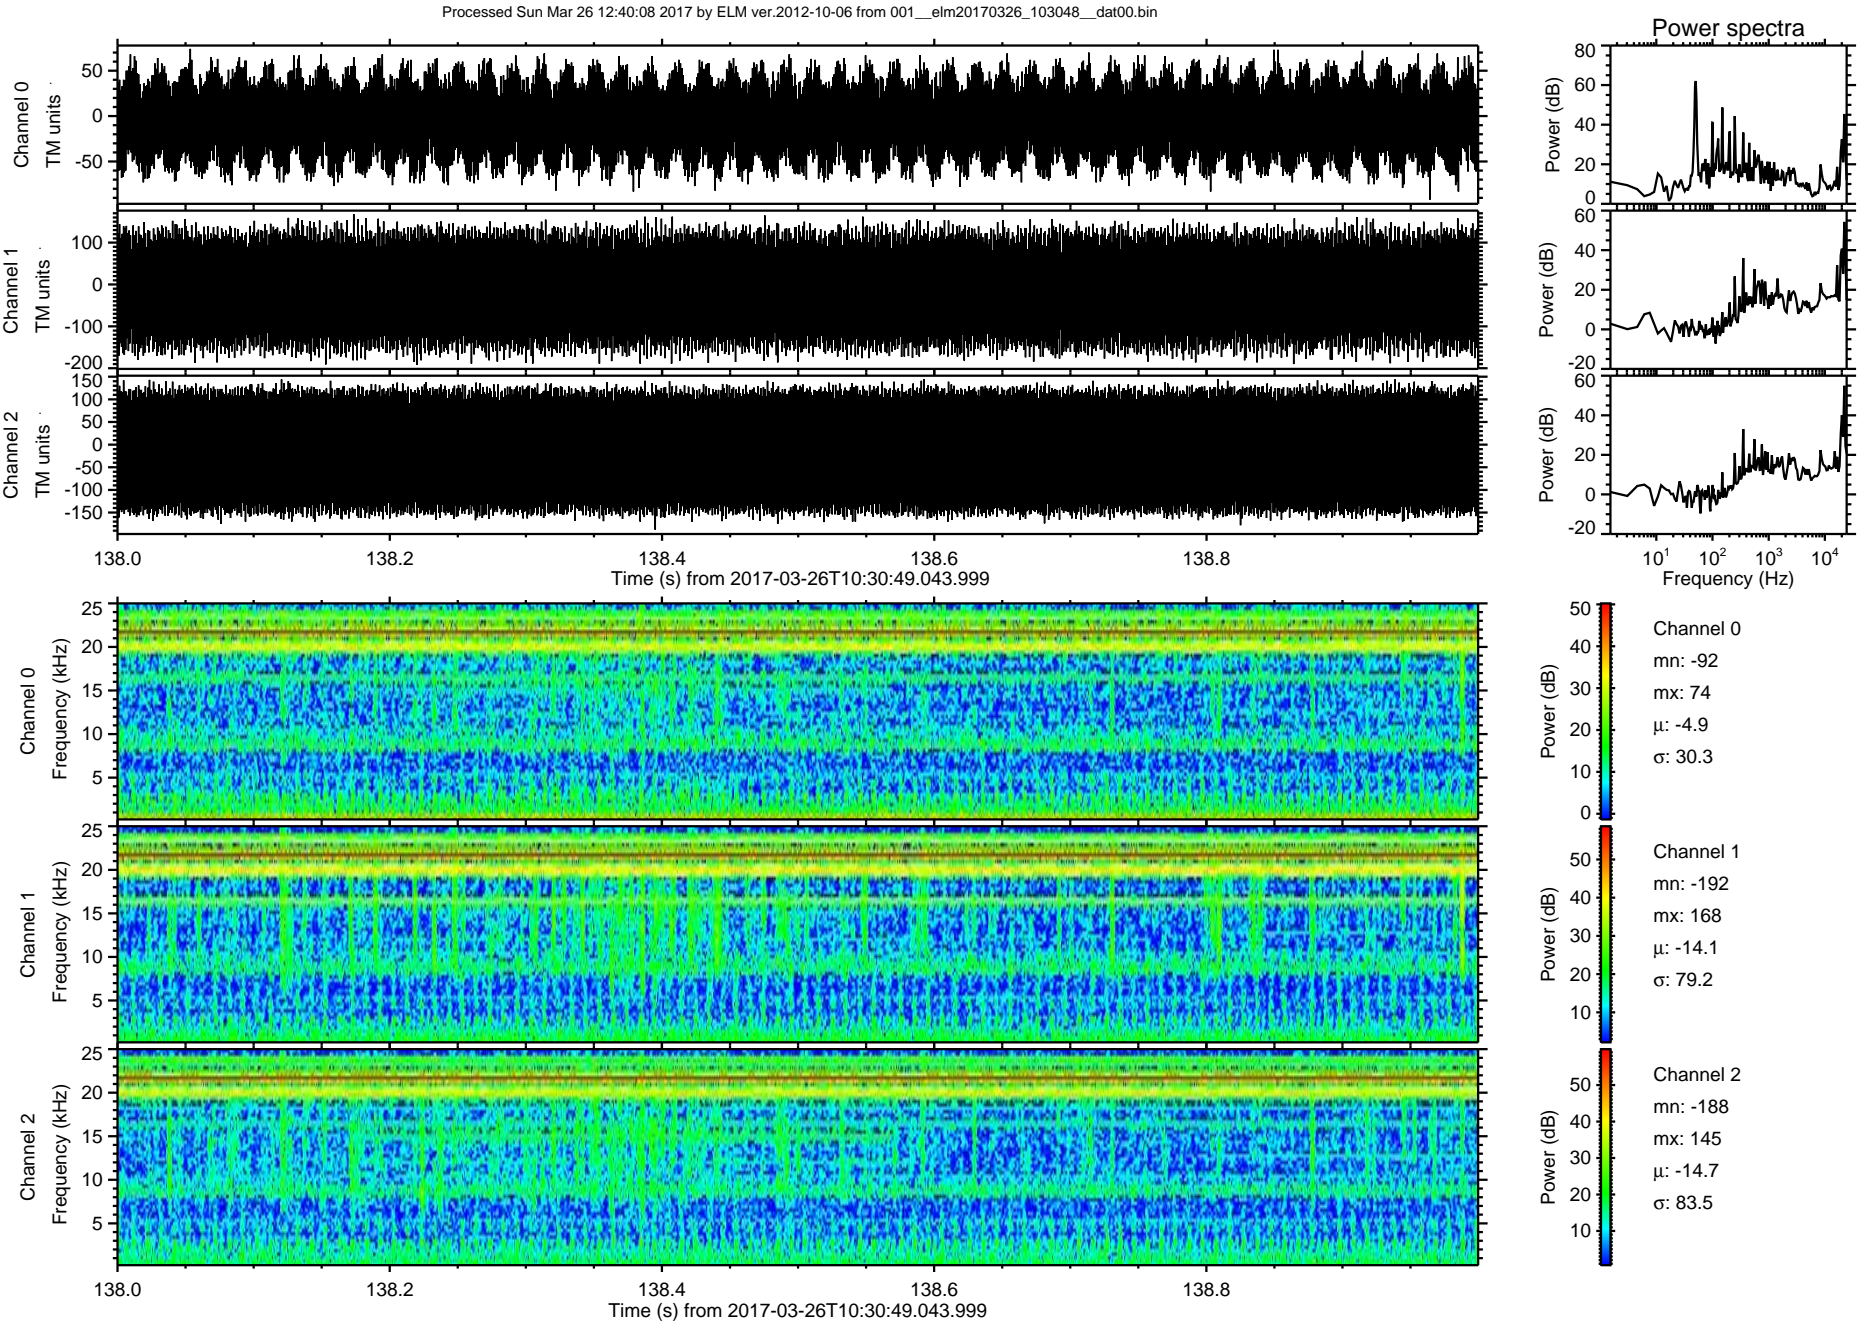 Processed Sun Mar 26 12:40:08 2017 by ELM ver.2012-10-06 from 001__elm20170326_103048__dat00.bin
Power spectra
Channel 0
TM units
50
0
-50
Power (dB)
80
60
40
20
0
Channel 1
TM units
100
0
-100
-200
Power (dB)
60
40
20
0
-20
Channel 2
TM units
150
100
50
0
-50
-100
-150
Power (dB)
60
40
20
0
-20
138.0 138.2 138.4 138.6 138.8
Time (s) from 2017-03-26T10:30:49.043.999
10¹ 10² 10³ 10⁴
Frequency (Hz)
Channel 0
Frequency (kHz)
25
20
15
10
5
Power (dB)
50
40
30
20
10
0
Channel 0
mn: -92
mx: 74
μ: -4.9
σ: 30.3
Channel 1
Frequency (kHz)
25
20
15
10
5
Power (dB)
50
40
30
20
10
Channel 1
mn: -192
mx: 168
μ: -14.1
σ: 79.2
Channel 2
Frequency (kHz)
25
20
15
10
5
Power (dB)
50
40
30
20
10
Channel 2
mn: -188
mx: 145
μ: -14.7
σ: 83.5
138.0 138.2 138.4 138.6 138.8
Time (s) from 2017-03-26T10:30:49.043.999